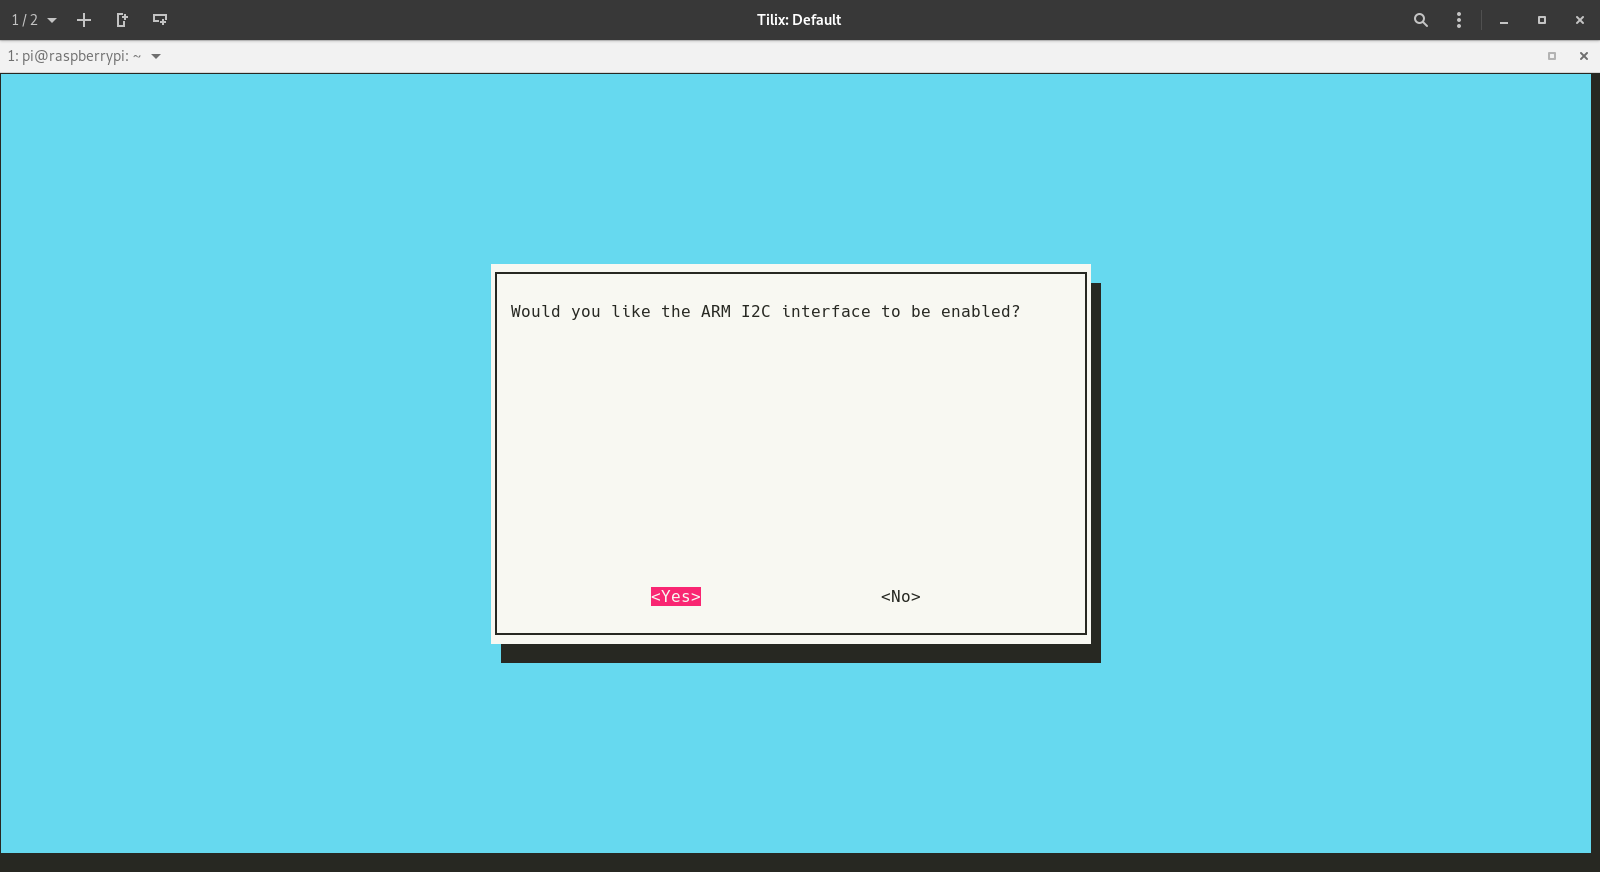 1 / 2
Tilix: Default
1: pi@raspberrypi: ~
Would you like the ARM I2C interface to be enabled?
<Yes> <No>